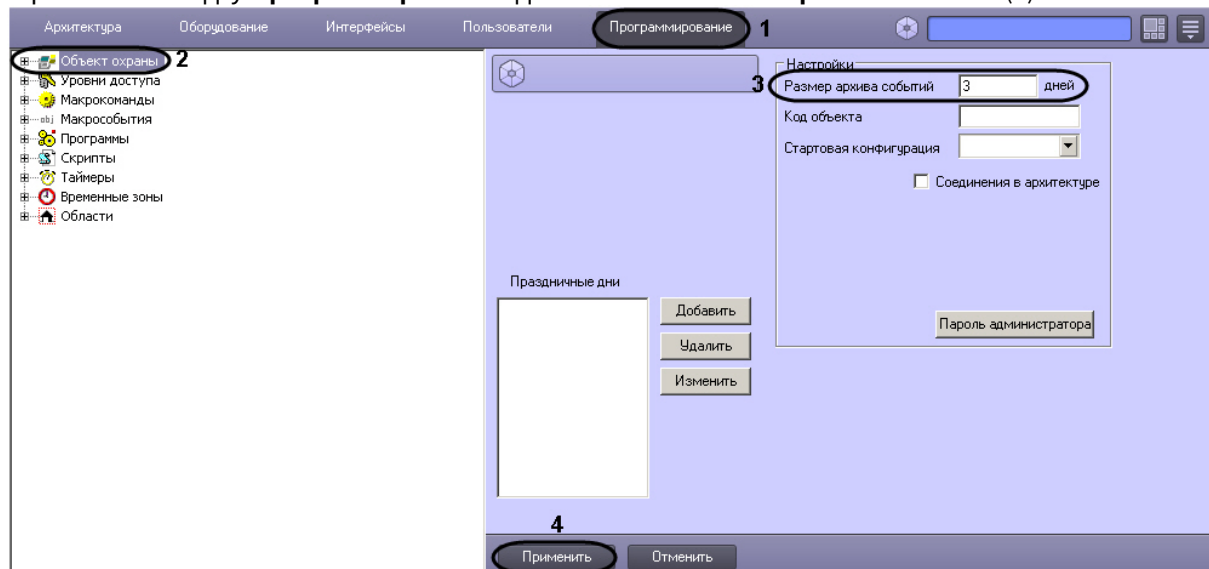 Архитектура Оборудование Интерфейсы Пользователи Программирование 1
Объект охраны 2
Уровни доступа
Макрокоманды
obj Макрособытия
Программы
Скрипты
Таймеры
Временные зоны
Области
Настройки
3 Размер архива событий 3 дней
Код объекта
Стартовая конфигурация
Соединения в архитектуре
Праздничные дни
Добавить
Удалить
Изменить
Пароль администратора
4
Применить Отменить